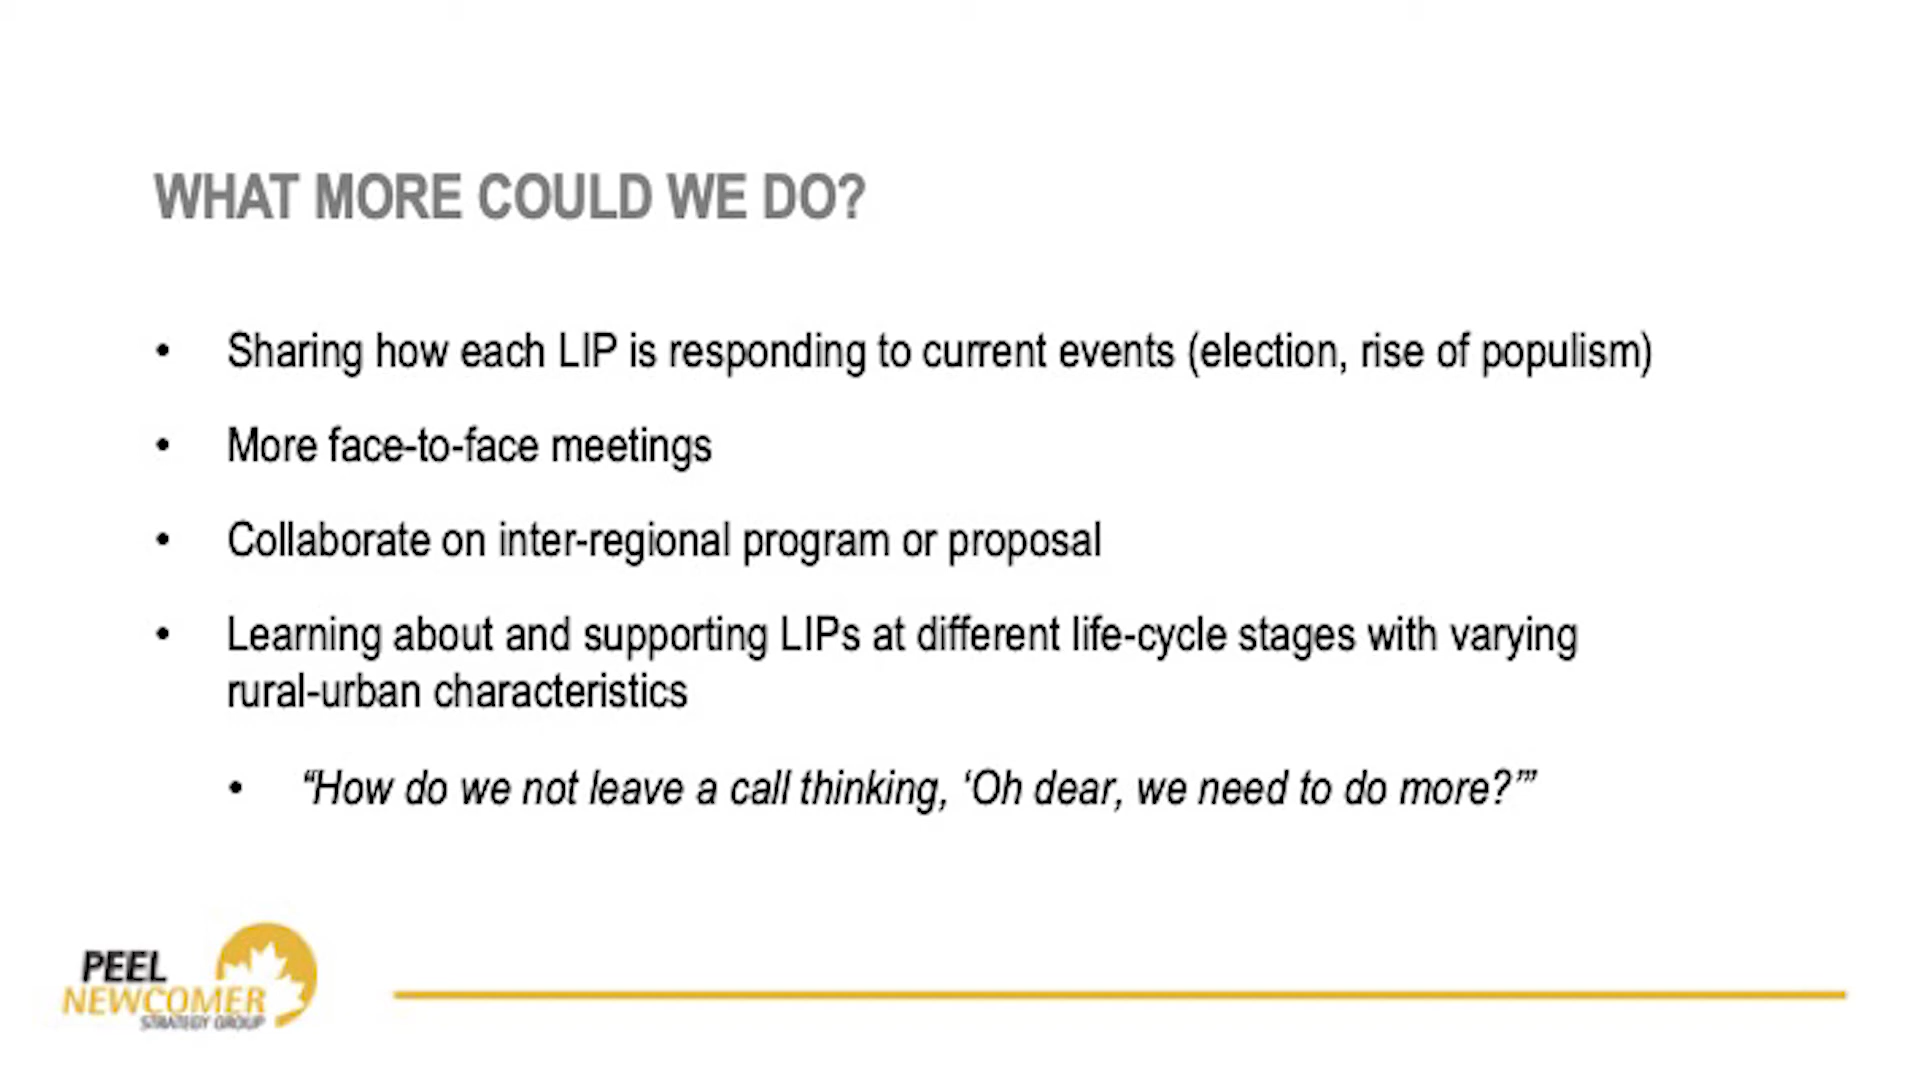 WHAT MORE COULD WE DO?
• Sharing how each LIP is responding to current events (election, rise of populism)
• More face-to-face meetings
• Collaborate on inter-regional program or proposal
• Learning about and supporting LIPs at different life-cycle stages with varying
rural-urban characteristics
• “How do we not leave a call thinking, ‘Oh dear, we need to do more?’”
PEEL
NEWCOMER
STRATEGY GROUP